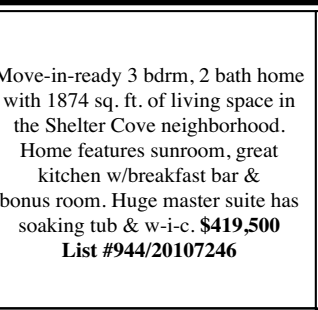 Move-in-ready 3 bdrm, 2 bath home
with 1874 sq. ft. of living space in
the Shelter Cove neighborhood.
Home features sunroom, great
kitchen w/breakfast bar &
bonus room. Huge master suite has
soaking tub & w-i-c. $419,500
List #944/20107246